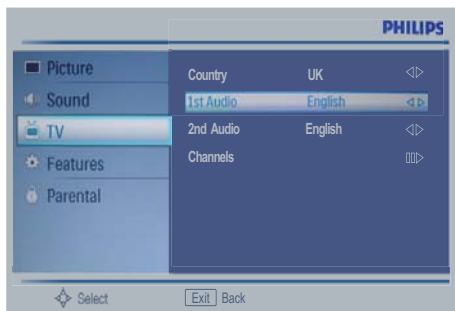 PHILIPS
Picture
Sound
TV
Features
Parental
Country UK
1st Audio English
2nd Audio English
Channels
Select Exit Back